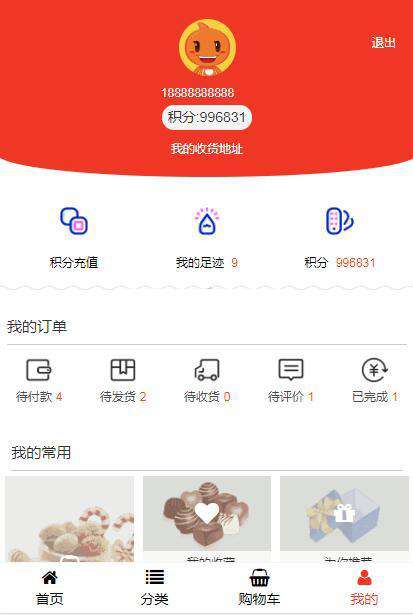 退出
18888888888
积分:996831
我的收货地址
积分充值 我的足迹 9 积分 996831
我的订单
待付款 4 待发货 2 待收货 0 待评价 1 已完成 1
我的常用
我的收藏 为你推荐
首页 分类 购物车 我的